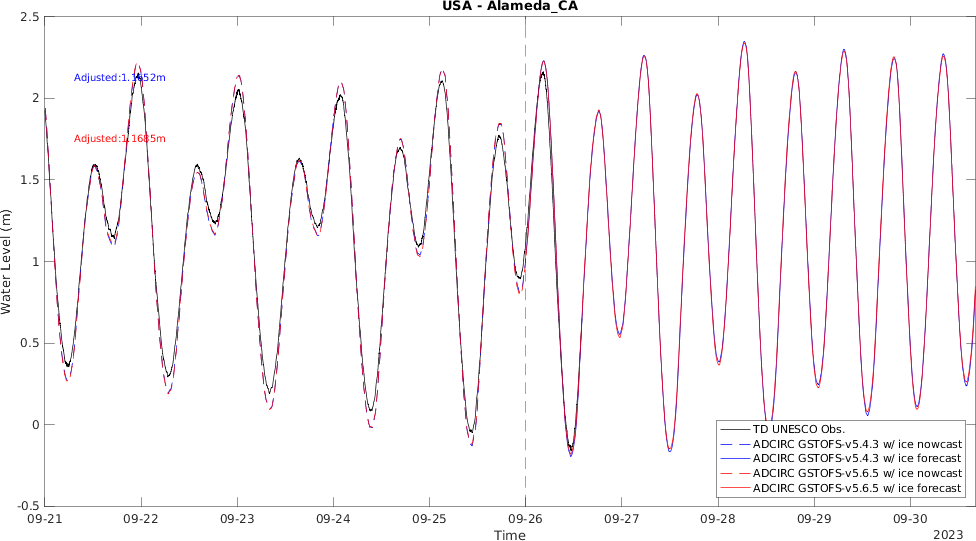 USA - Alameda_CA
2.5
Adjusted:1.1652m
2
Adjusted:1.1685m
1.5
Water Level (m)
1
0.5
0
-0.5
TD UNESCO Obs.
ADCIRC GSTOFS-v5.4.3 w/ ice nowcast
ADCIRC GSTOFS-v5.4.3 w/ ice forecast
ADCIRC GSTOFS-v5.6.5 w/ ice nowcast
ADCIRC GSTOFS-v5.6.5 w/ ice forecast
09-21 09-22 09-23 09-24 09-25 09-26 09-27 09-28 09-29 09-30
Time
2023